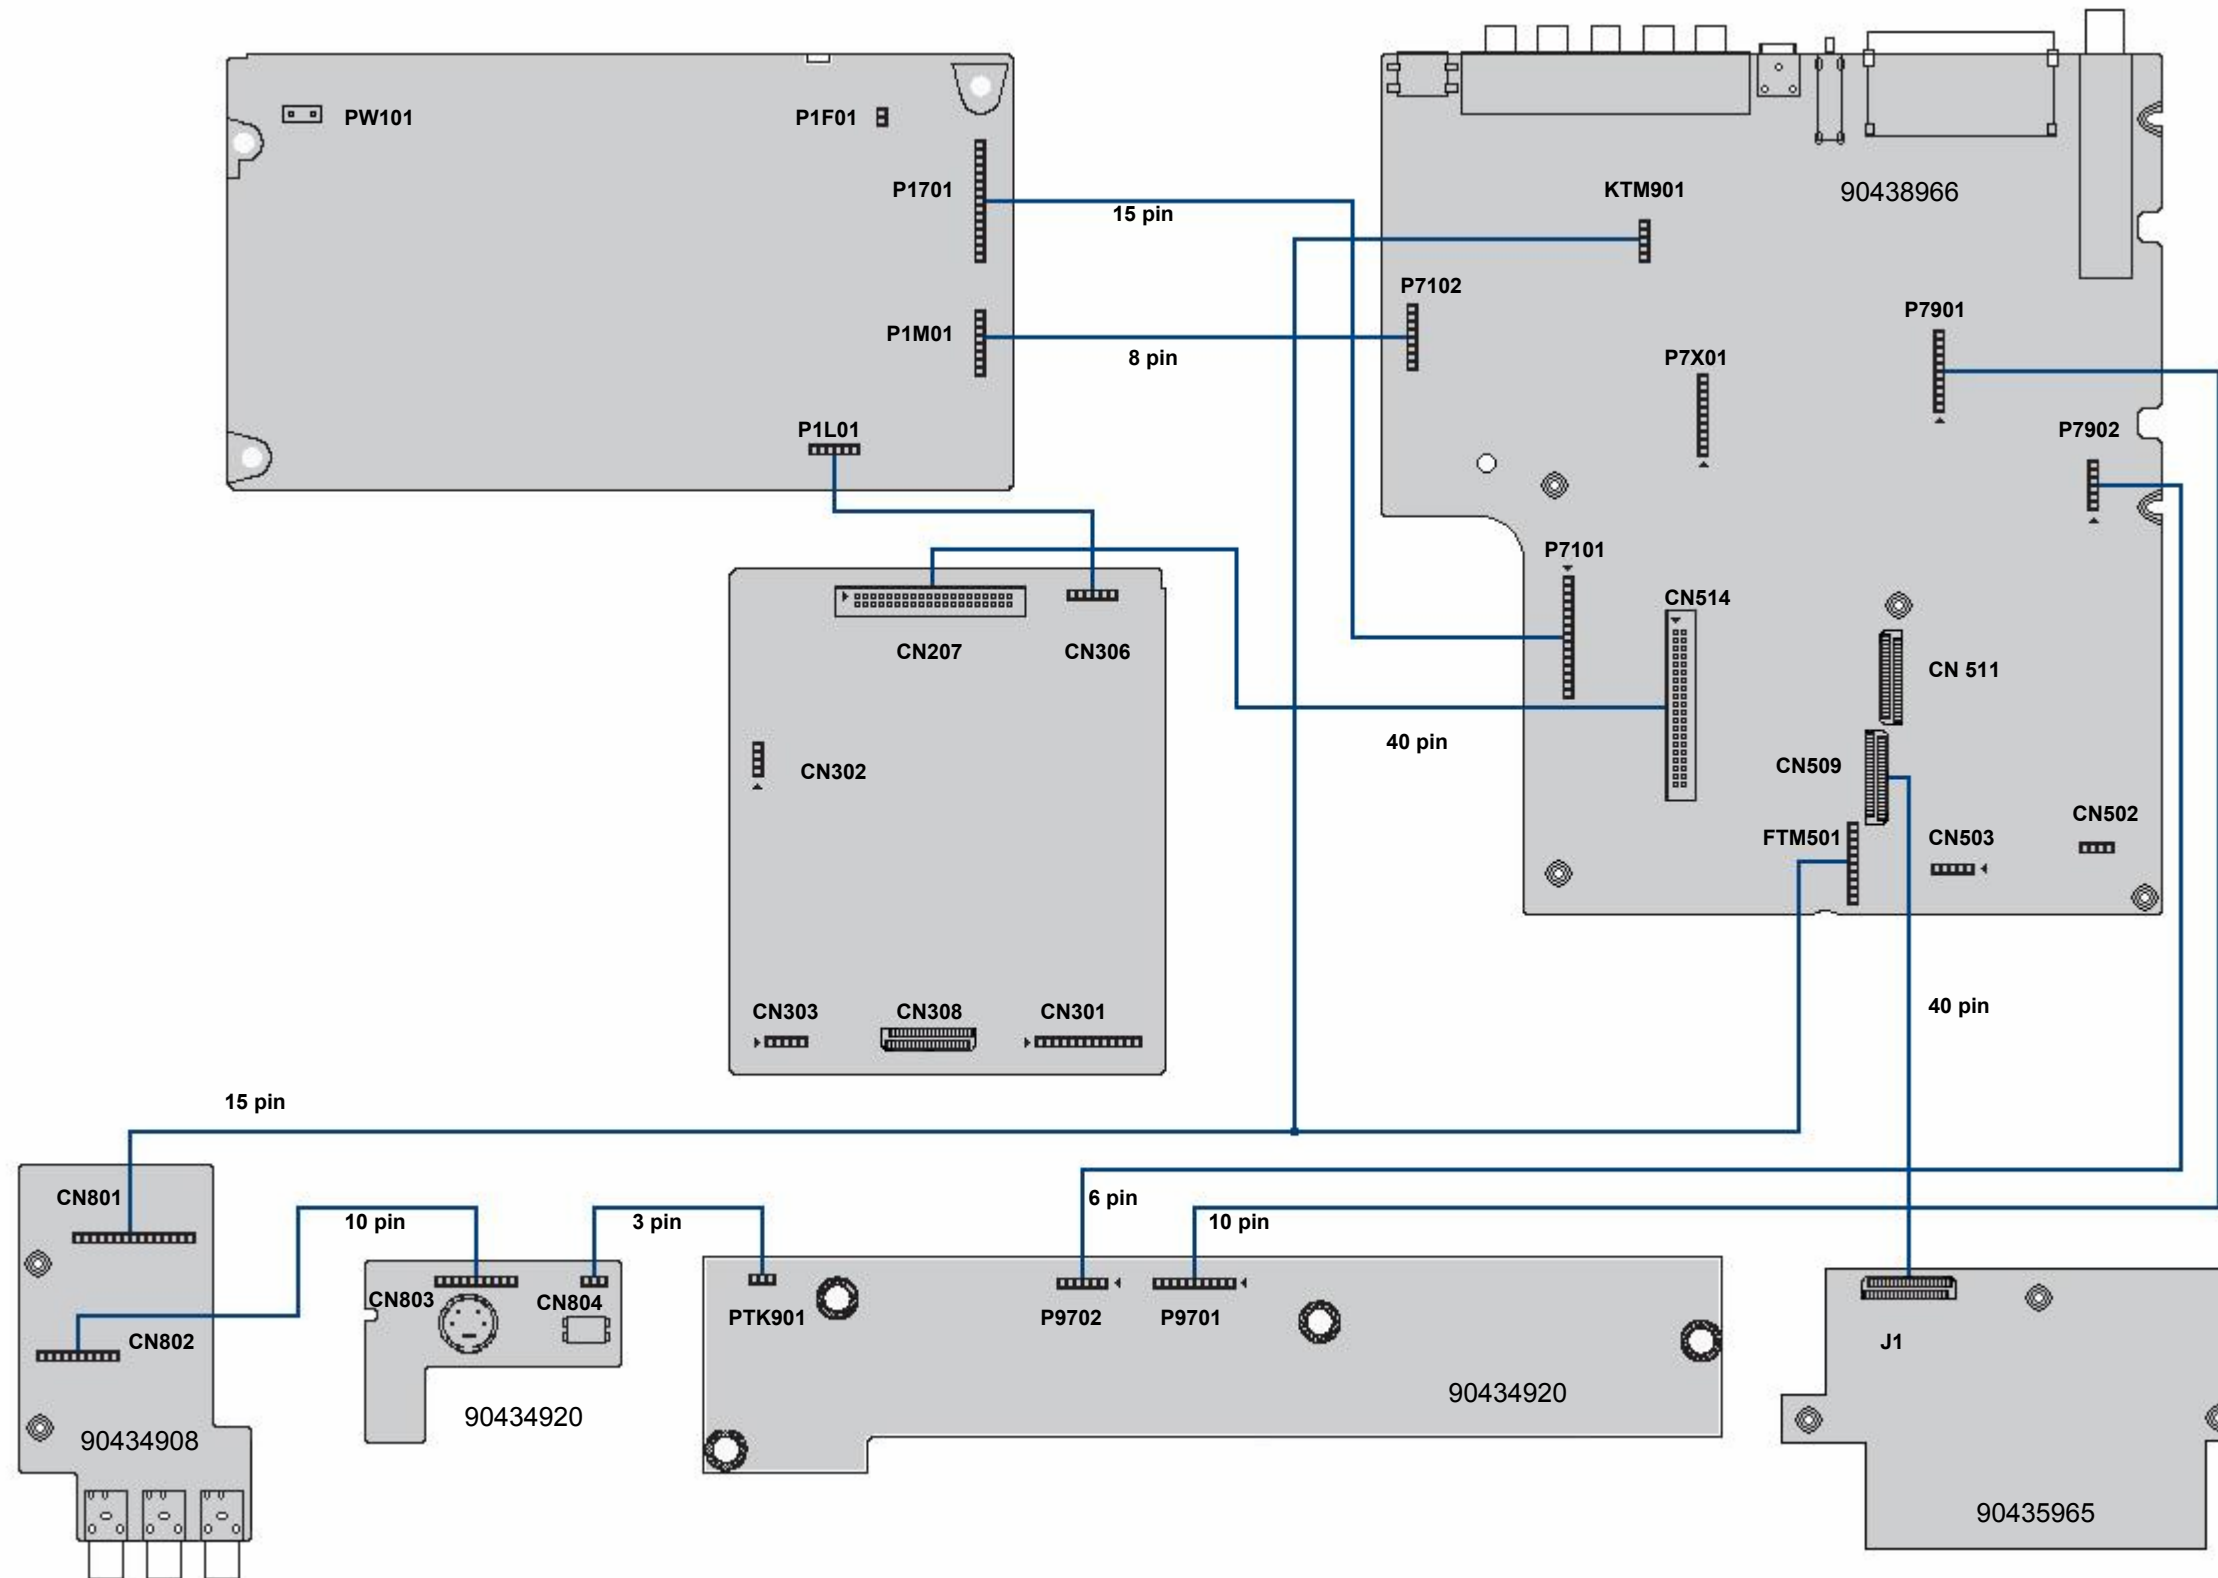 PW101
P1F01
P1701
15 pin
P1M01
8 pin
P1L01
KTM901
90438966
P7102
P7901
P7X01
P7902
P7101
CN514
CN207
CN306
CN 511
40 pin
CN302
CN509
CN502
FTM501
CN503
CN303
CN308
CN301
40 pin
15 pin
CN801
10 pin
3 pin
6 pin
10 pin
CN803
CN804
CN802
PTK901
P9702
P9701
J1
90434920
90434920
90434908
90435965